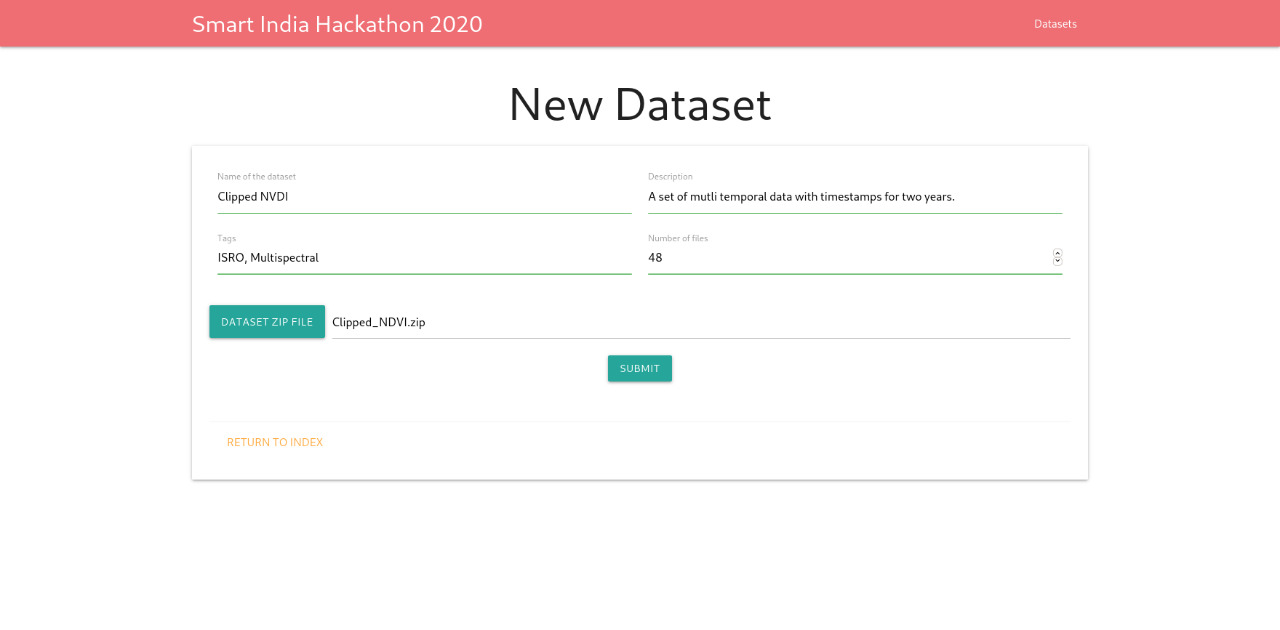 Smart India Hackathon 2020
Datasets
New Dataset
Name of the dataset
Clipped NVDI
Description
A set of mutli temporal data with timestamps for two years.
Tags
ISRO, Multispectral
Number of files
48
DATASET ZIP FILE
Clipped_NDVI.zip
SUBMIT
RETURN TO INDEX